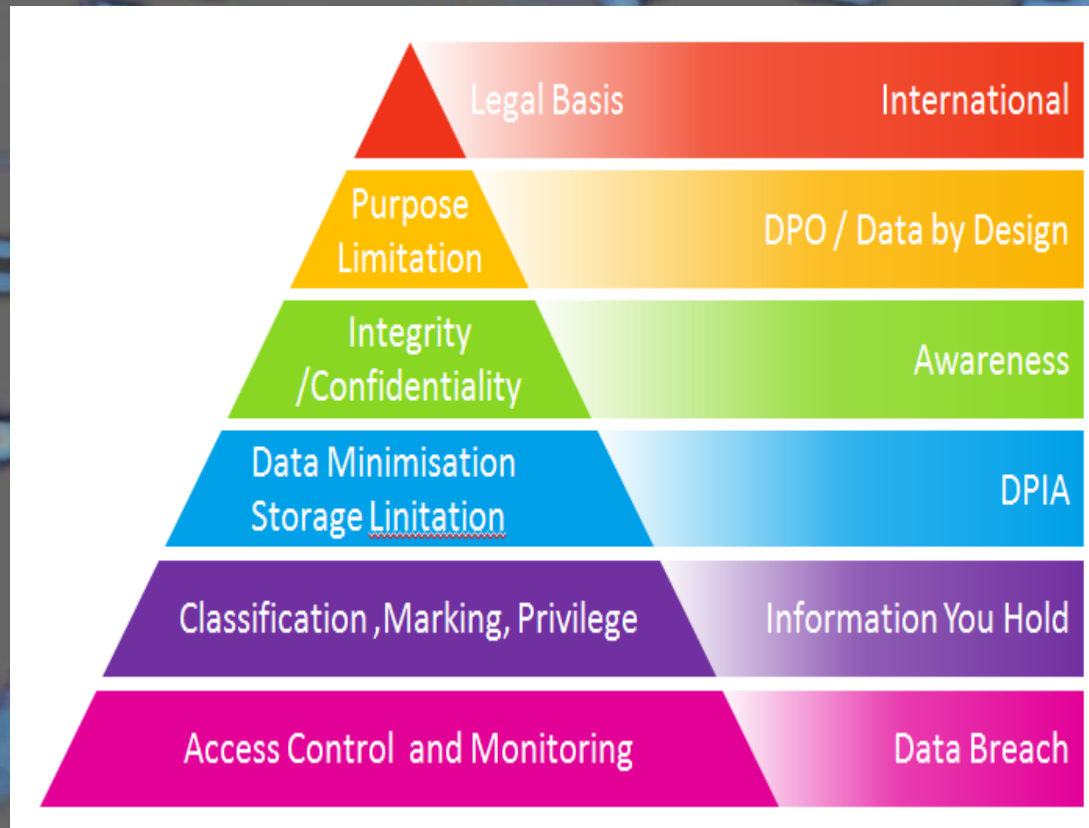 Legal Basis International
Purpose
Limitation
DPO / Data by Design
Integrity
/Confidentiality
Awareness
Data Minimisation
Storage Linitation
DPIA
Classification ,Marking, Privilege Information You Hold
Access Control and Monitoring Data Breach